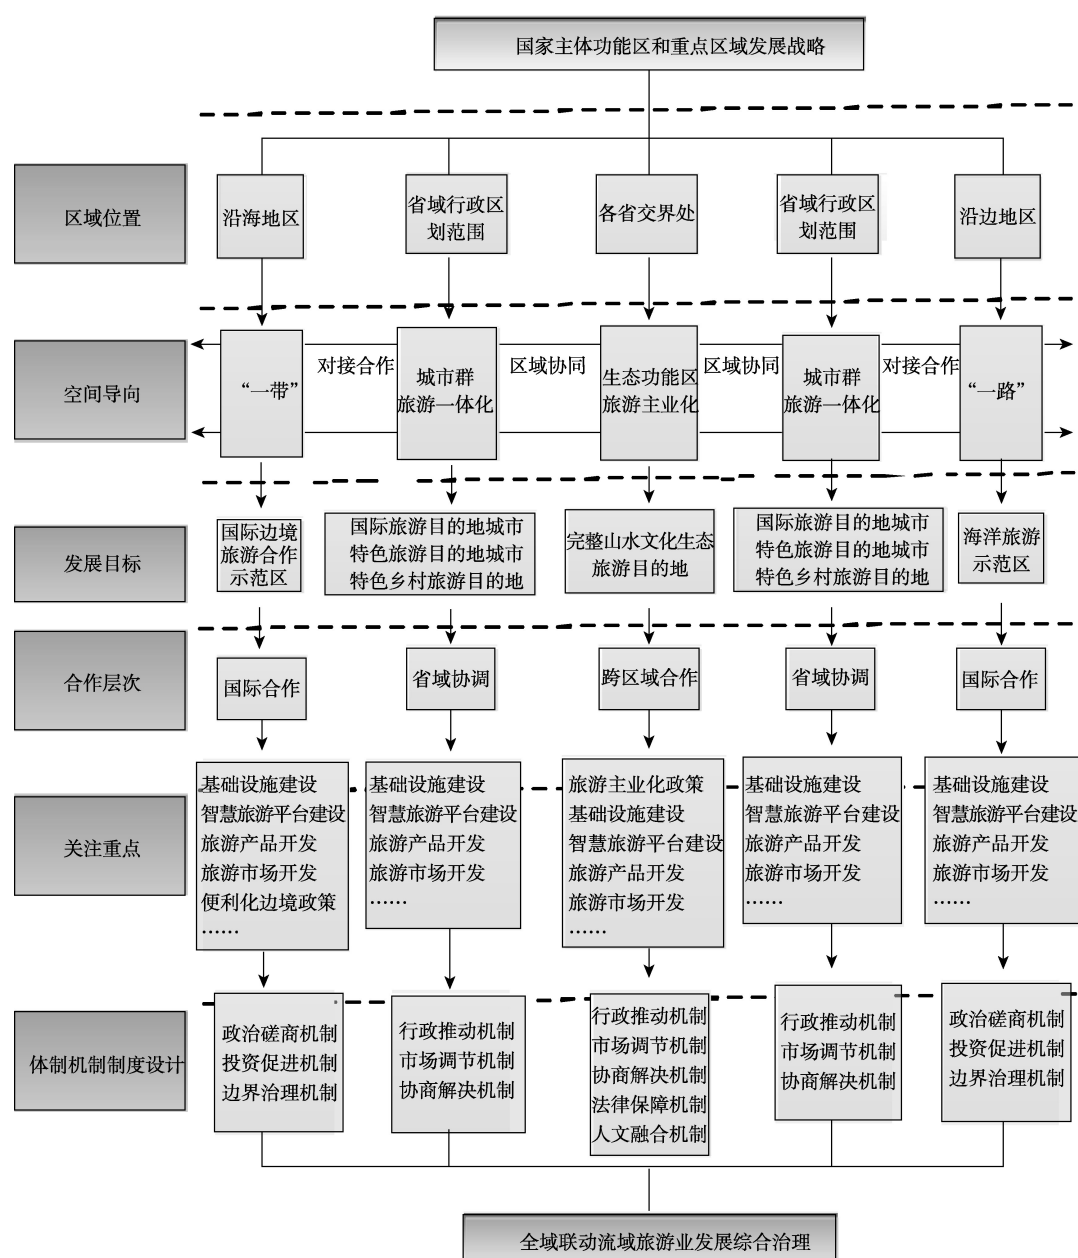 国家主体功能区和重点区域发展战略
区域位置
沿海地区
省域行政区
划范围
各省交界处
省域行政区
划范围
沿边地区
空间导向
“一带”
对接合作
城市群
旅游一体化
区域协同
生态功能区
旅游主业化
区域协同
城市群
旅游一体化
对接合作
“一路”
发展目标
国际边境
旅游合作
示范区
国际旅游目的地城市
特色旅游目的地城市
特色乡村旅游目的地
完整山水文化生态
旅游目的地
国际旅游目的地城市
特色旅游目的地城市
特色乡村旅游目的地
海洋旅游
示范区
合作层次
国际合作
省域协调
跨区域合作
省域协调
国际合作
关注重点
基础设施建设
智慧旅游平台建设
旅游产品开发
旅游市场开发
便利化边境政策
……
基础设施建设
智慧旅游平台建设
旅游产品开发
旅游市场开发
……
旅游主业化政策
基础设施建设
智慧旅游平台建设
旅游产品开发
旅游市场开发
……
基础设施建设
智慧旅游平台建设
旅游产品开发
旅游市场开发
……
基础设施建设
智慧旅游平台建设
旅游产品开发
旅游市场开发
……
体制机制制度设计
政治磋商机制
投资促进机制
边界治理机制
行政推动机制
市场调节机制
协商解决机制
行政推动机制
市场调节机制
协商解决机制
法律保障机制
人文融合机制
行政推动机制
市场调节机制
协商解决机制
政治磋商机制
投资促进机制
边界治理机制
全域联动流域旅游业发展综合治理